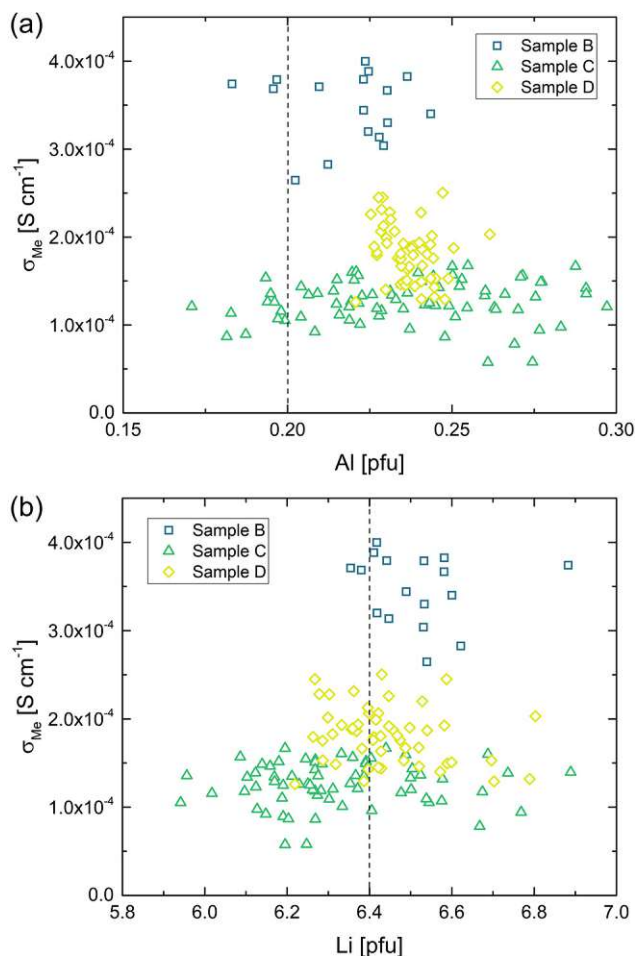 (a)
Sample B
Sample C
Sample D
4.0x10⁻⁴
3.0x10⁻⁴
2.0x10⁻⁴
1.0x10⁻⁴
0.0
σMe [S cm⁻¹]
0.15 0.20 0.25 0.30
Al [pfu]
(b)
Sample B
Sample C
Sample D
4.0x10⁻⁴
3.0x10⁻⁴
2.0x10⁻⁴
1.0x10⁻⁴
0.0
σMe [S cm⁻¹]
5.8 6.0 6.2 6.4 6.6 6.8 7.0
Li [pfu]